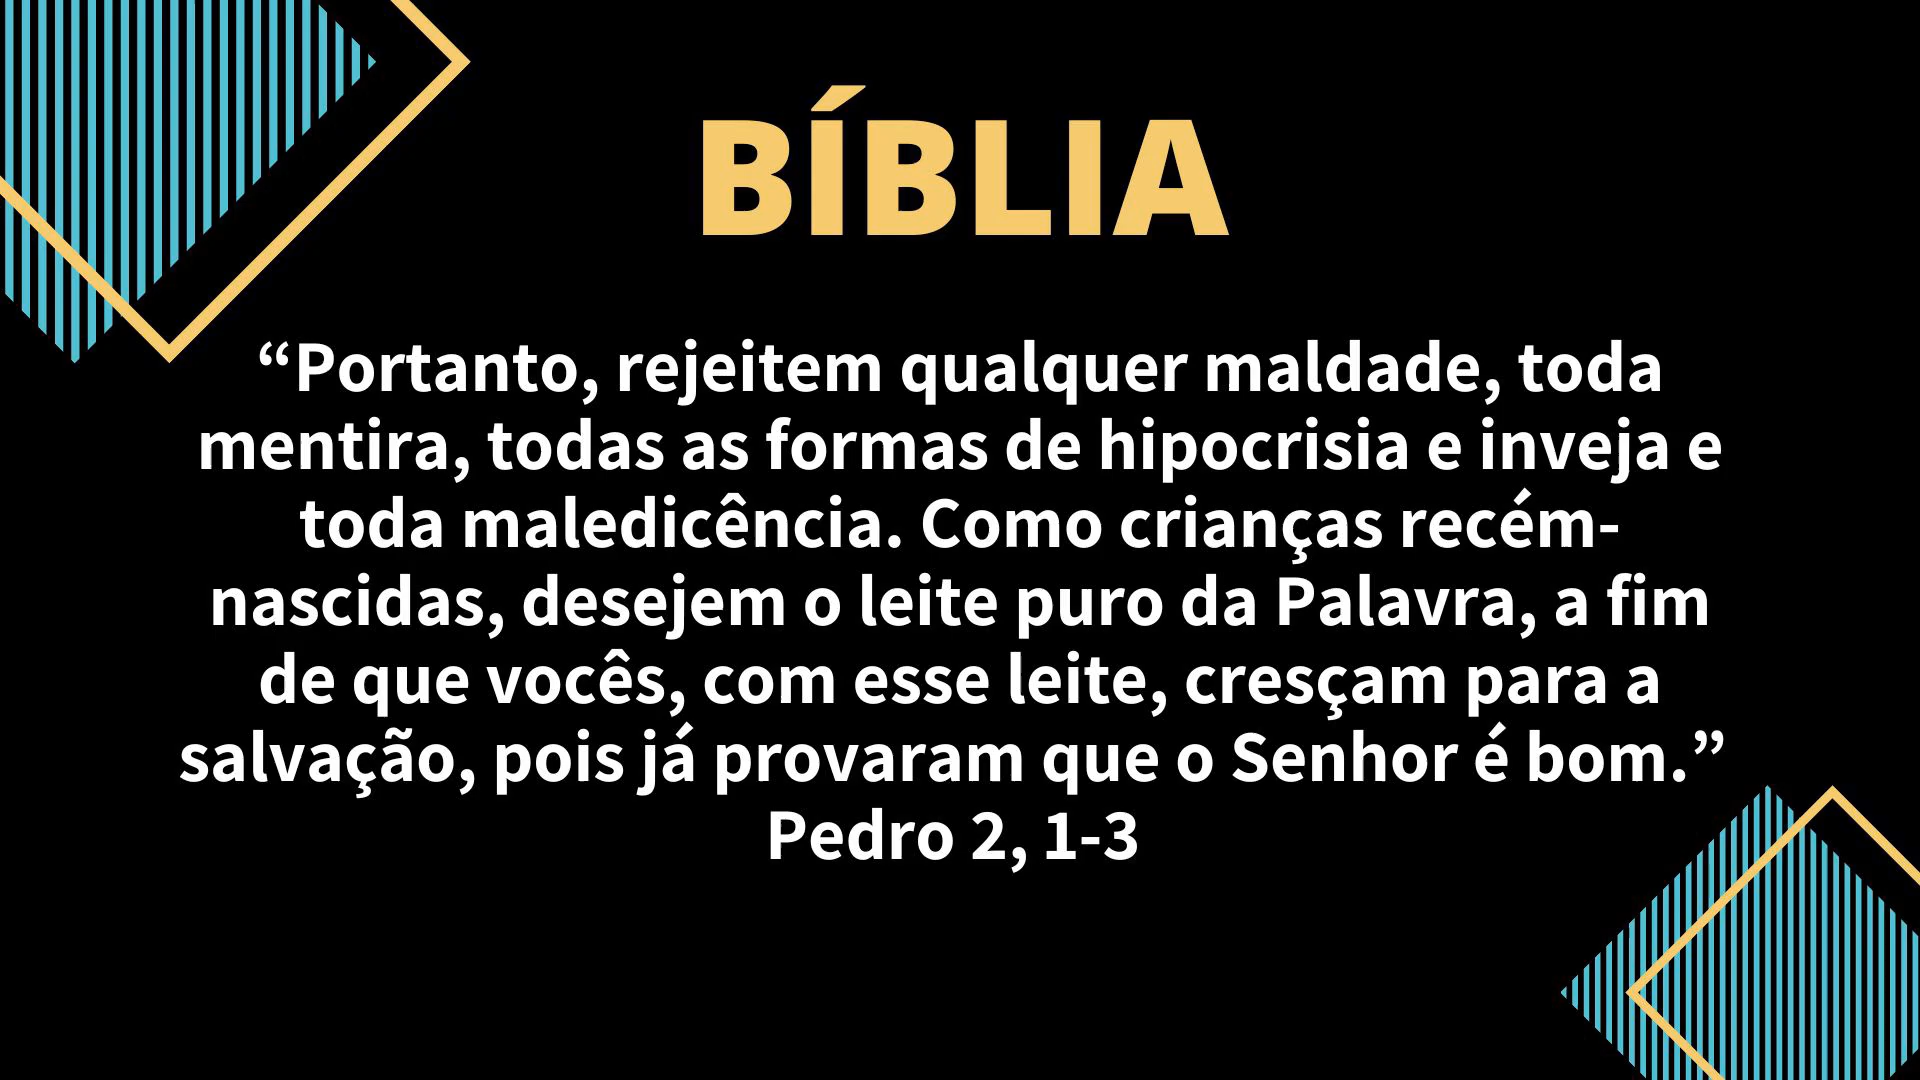 BÍBLIA
“Portanto, rejeitem qualquer maldade, toda
mentira, todas as formas de hipocrisia e inveja e
toda maledicência. Como crianças recém-
nascidas, desejem o leite puro da Palavra, a fim
de que vocês, com esse leite, cresçam para a
salvação, pois já provaram que o Senhor é bom.”
Pedro 2, 1-3